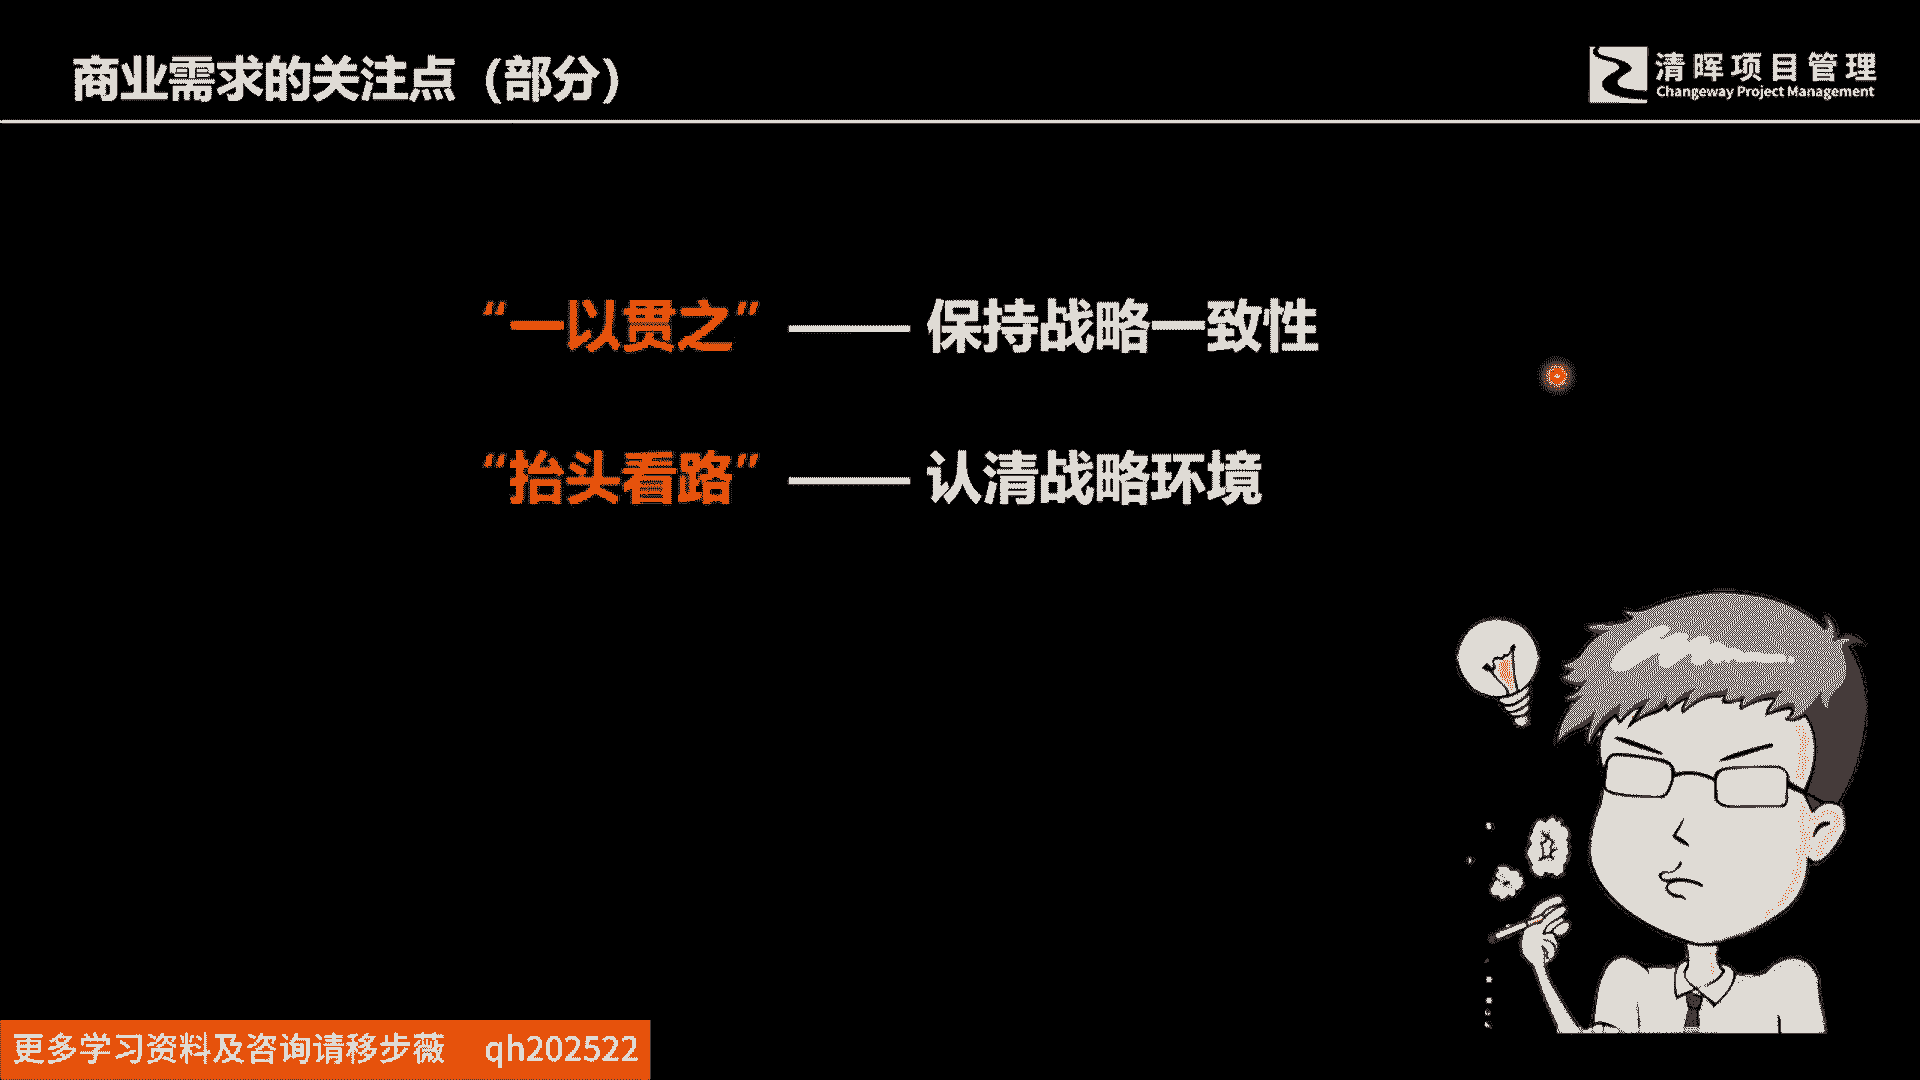 商业需求的关注点（部分）
清晖项目管理
Changeway Project Management
“一以贯之” —— 保持战略一致性
“抬头看路” —— 认清战略环境
更多学习资料及咨询请移步薇 qh202522